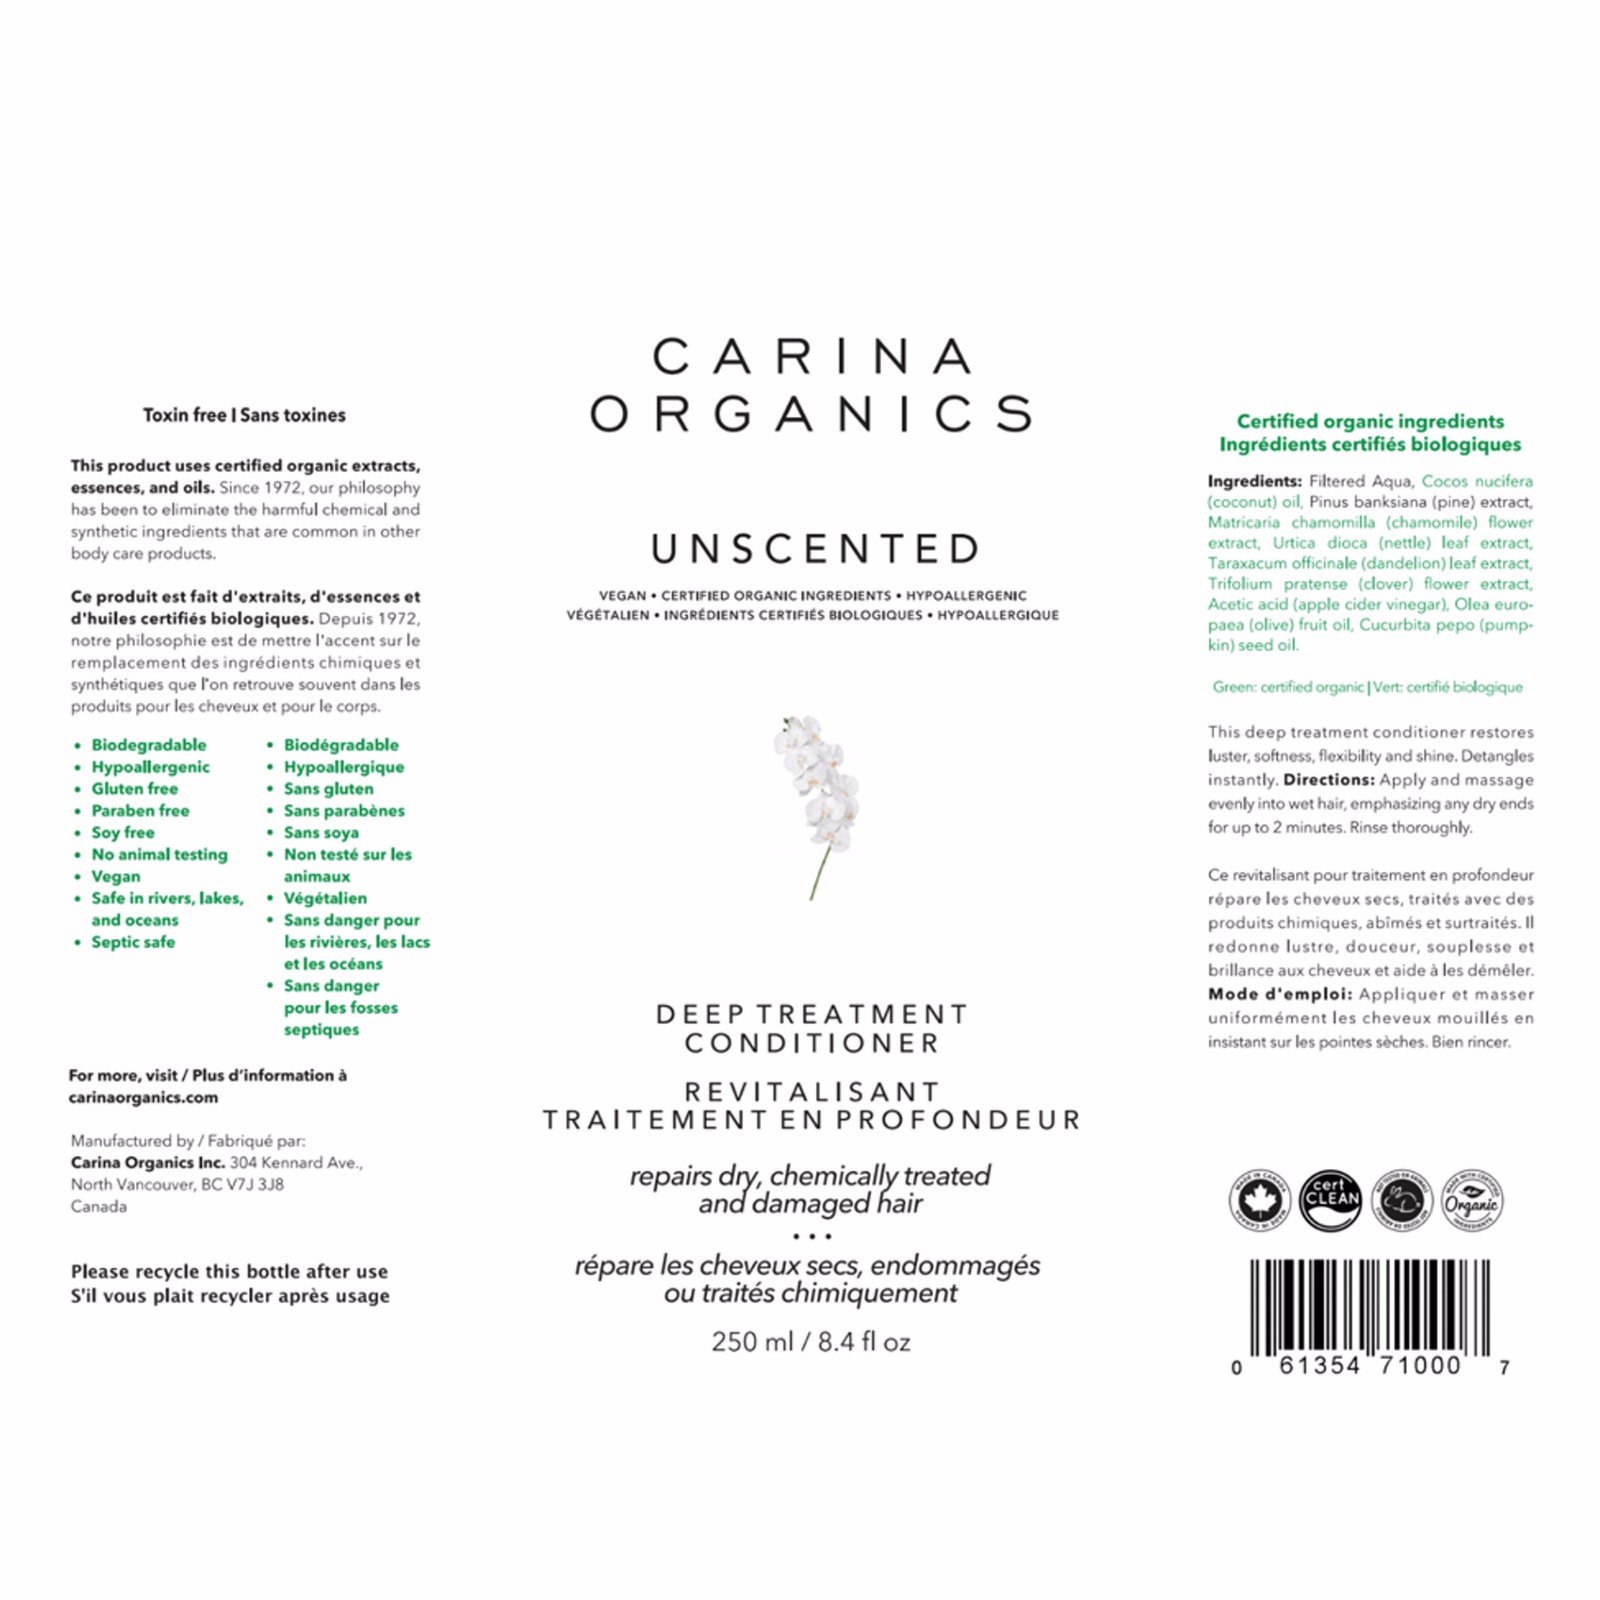 Toxin free | Sans toxines
This product uses certified organic extracts,
essences, and oils. Since 1972, our philosophy
has been to eliminate the harmful chemical and
synthetic ingredients that are common in other
body care products.
Ce produit est fait d'extraits, d'essences et
d'huiles certifiés biologiques. Depuis 1972,
notre philosophie est de mettre l'accent sur le
remplacement des ingrédients chimiques et
synthétiques que l'on retrouve souvent dans les
produits pour les cheveux et pour le corps.
• Biodegradable
• Hypoallergenic
• Gluten free
• Paraben free
• Soy free
• No animal testing
• Vegan
• Safe in rivers, lakes,
and oceans
• Septic safe
• Biodégradable
• Hypoallergique
• Sans gluten
• Sans parabènes
• Sans soya
• Non testé sur les
animaux
• Végétalien
• Sans danger pour
les rivières, les lacs
et les océans
• Sans danger
pour les fosses
septiques
For more, visit / Plus d'information à
carinaorganics.com
Manufactured by / Fabriqué par:
Carina Organics Inc. 304 Kennard Ave.,
North Vancouver, BC V7J 3J8
Canada
Please recycle this bottle after use
S'il vous plait recycler après usage
CARINA
ORGANICS
UNSCENTED
VEGAN • CERTIFIED ORGANIC INGREDIENTS • HYPOALLERGENIC
VÉGÉTALIEN • INGRÉDIENTS CERTIFIÉS BIOLOGIQUES • HYPOALLERGIQUE
DEEP TREATMENT
CONDITIONER
REVITALISANT
TRAITEMENT EN PROFONDEUR
repairs dry, chemically treated
and damaged hair
• • •
répare les cheveux secs, endommagés
ou traités chimiquement
250 ml / 8.4 fl oz
Certified organic ingredients
Ingrédients certifiés biologiques
Ingredients: Filtered Aqua, Cocos nucifera
(coconut) oil, Pinus banksiana (pine) extract,
Matricaria chamomilla (chamomile) flower
extract, Urtica dioca (nettle) leaf extract,
Taraxacum officinale (dandelion) leaf extract,
Trifolium pratense (clover) flower extract,
Acetic acid (apple cider vinegar), Olea euro-
paea (olive) fruit oil, Cucurbita pepo (pump-
kin) seed oil.
Green: certified organic | Vert: certifié biologique
This deep treatment conditioner restores
luster, softness, flexibility and shine. Detangles
instantly. Directions: Apply and massage
evenly into wet hair, emphasizing any dry ends
for up to 2 minutes. Rinse thoroughly.
Ce revitalisant pour traitement en profondeur
répare les cheveux secs, traités avec des
produits chimiques, abîmés et surtraités. Il
redonne lustre, douceur, souplesse et
brillance aux cheveux et aide à les démêler.
Mode d'emploi: Appliquer et masser
uniformément les cheveux mouillés en
insistant sur les pointes sèches. Bien rincer.
MADE IN CANADA
MADE IN CANADA
cert
CLEAN
NOT TESTED ON ANIMALS
MADE WITH CERTIFIED
Organic
INGREDIENTS
0 61354 71000 7